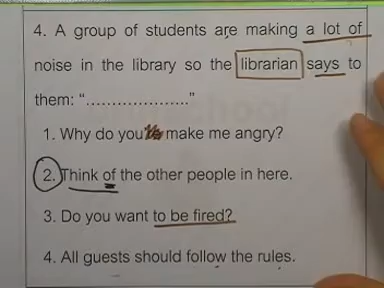 4. A group of students are making a lot of
noise in the library so the librarian says to
them: "....................."
1. Why do you make me angry?
2. Think of the other people in here.
3. Do you want to be fired?
4. All guests should follow the rules.